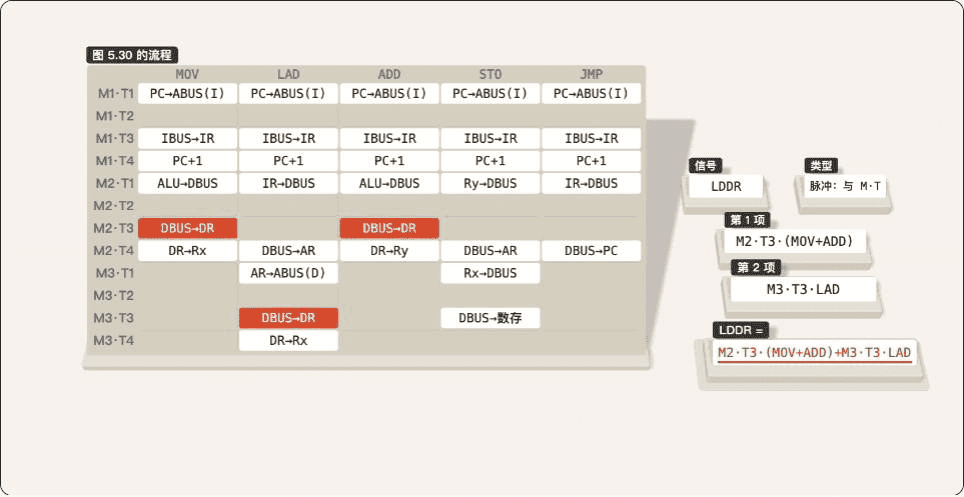 图 5.30 的流程
MOV LAD ADD STO JMP
M1·T1 PC→ABUS(I) PC→ABUS(I) PC→ABUS(I) PC→ABUS(I) PC→ABUS(I)
M1·T2
M1·T3 IBUS→IR IBUS→IR IBUS→IR IBUS→IR IBUS→IR
M1·T4 PC+1 PC+1 PC+1 PC+1 PC+1
M2·T1 ALU→DBUS IR→DBUS ALU→DBUS Ry→DBUS IR→DBUS
M2·T2
M2·T3 DBUS→DR DBUS→DR
M2·T4 DR→Rx DBUS→AR DR→Ry DBUS→AR DBUS→PC
M3·T1 AR→ABUS(D) Rx→DBUS
M3·T2
M3·T3 DBUS→DR DBUS→数存
M3·T4 DR→Rx
信号
LDDR
类型
脉冲：与 M·T
第 1 项
M2·T3·(MOV+ADD)
第 2 项
M3·T3·LAD
LDDR =
M2·T3·(MOV+ADD)+M3·T3·LAD